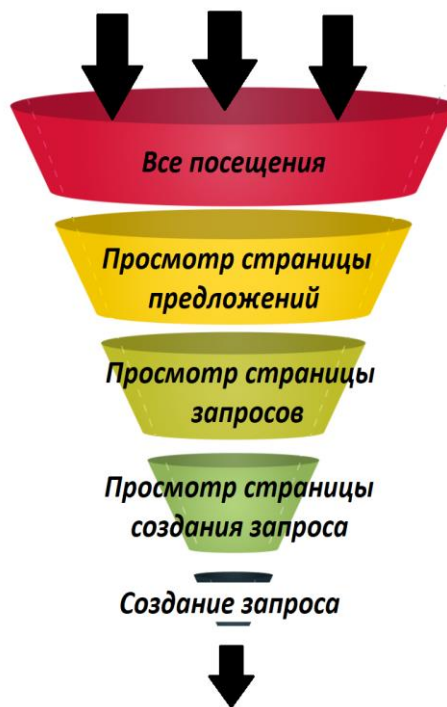 Все посещения
Просмотр страницы
предложений
Просмотр страницы
запросов
Просмотр страницы
создания запроса
Создание запроса